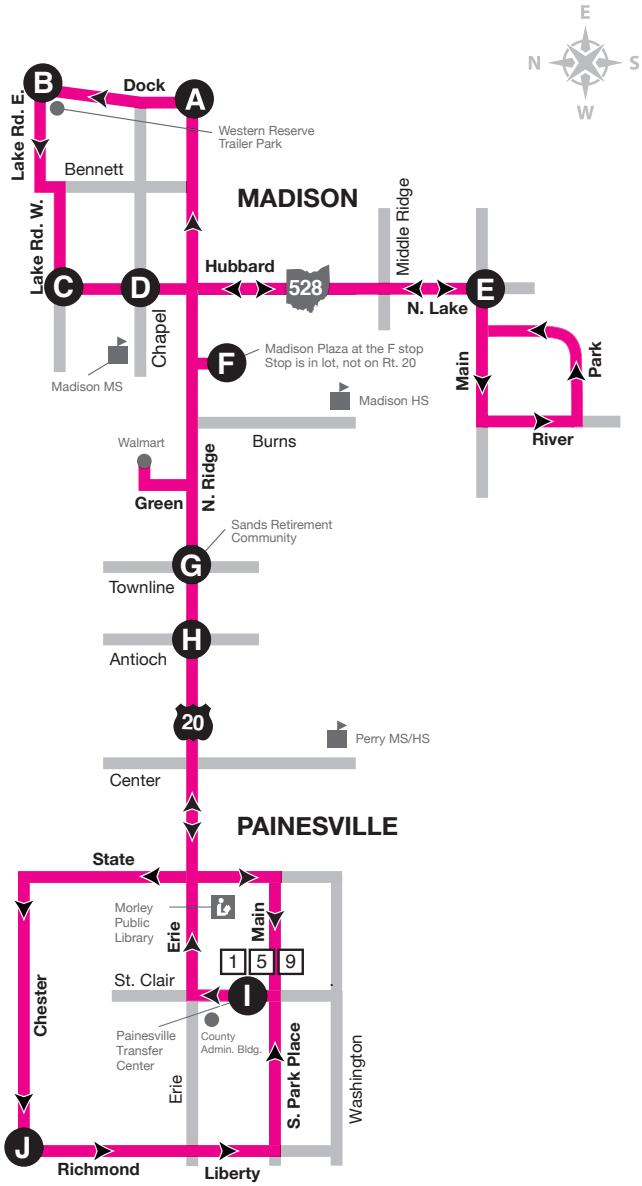 E
N
S
W
B
Dock
A
Lake Rd. E.
Western Reserve
Trailer Park
Bennett
MADISON
Middle Ridge
Lake Rd. W.
Hubbard
C
D
528
E
N. Lake
Chapel
F
Madison Plaza at the F stop
Stop is in lot, not on Rt. 20
Madison MS
Main
Park
Madison HS
Burns
River
Walmart
N. Ridge
Green
Sands Retirement
Community
G
Townline
H
Antioch
20
Perry MS/HS
Center
PAINESVILLE
State
Morley
Public
Library
Erie
Main
1
5
9
St. Clair
I
Chester
Painesville
Transfer
Center
County
Admin. Bldg.
Erie
S. Park Place
Washington
J
Richmond
Liberty